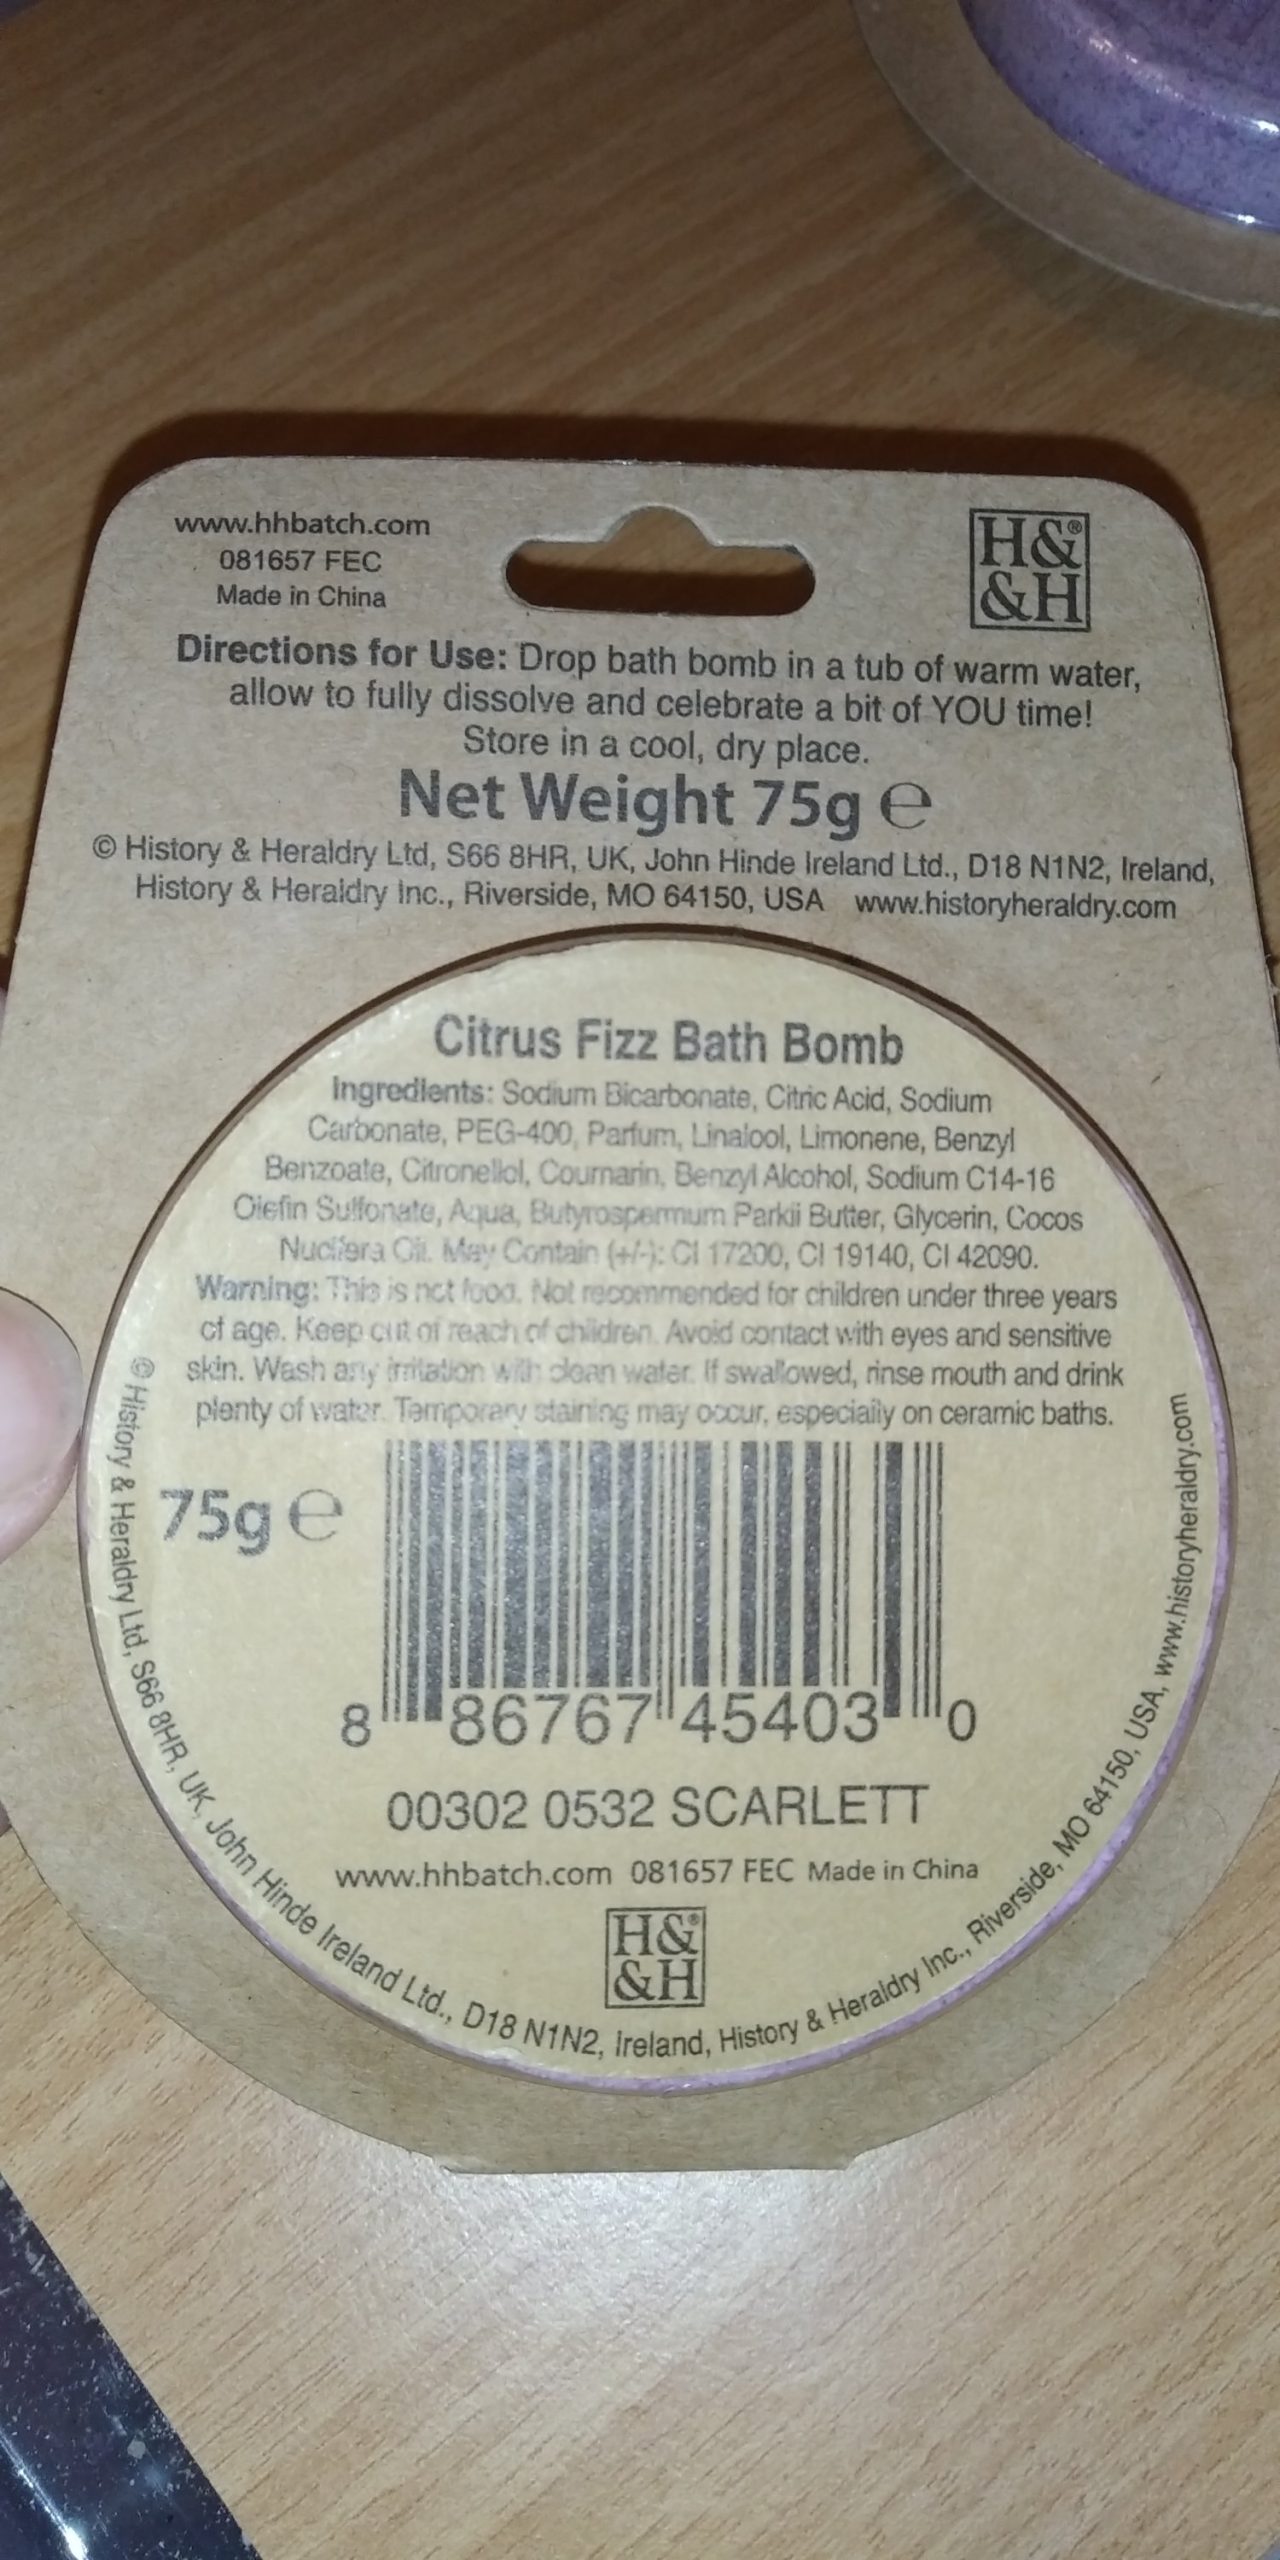 www.hhbatch.com
081657 FEC
Made in China
H&®
&H
Directions for Use: Drop bath bomb in a tub of warm water,
allow to fully dissolve and celebrate a bit of YOU time!
Store in a cool, dry place.
Net Weight 75g ℮
© History & Heraldry Ltd, S66 8HR, UK, John Hinde Ireland Ltd., D18 N1N2, Ireland,
History & Heraldry Inc., Riverside, MO 64150, USA www.historyheraldry.com
Citrus Fizz Bath Bomb
Ingredients: Sodium Bicarbonate, Citric Acid, Sodium
Carbonate, PEG-400, Parfum, Linalool, Limonene, Benzyl
Benzoate, Citronellol, Coumarin, Benzyl Alcohol, Sodium C14-16
Olefin Sulfonate, Aqua, Butyrospermum Parkii Butter, Glycerin, Cocos
Nucifera Oil. May Contain (+/-): CI 17200, CI 19140, CI 42090.
Warning: This is not food. Not recommended for children under three years
of age. Keep out of reach of children. Avoid contact with eyes and sensitive
skin. Wash any irritation with clean water. If swallowed, rinse mouth and drink
plenty of water. Temporary staining may occur, especially on ceramic baths.
75g ℮
8 86767 45403 0
00302 0532 SCARLETT
www.hhbatch.com 081657 FEC Made in China
H&®
&H
© History & Heraldry Ltd, S66 8HR, UK, John Hinde Ireland Ltd., D18 N1N2, Ireland, History & Heraldry Inc., Riverside, MO 64150, USA, www.historyheraldry.com